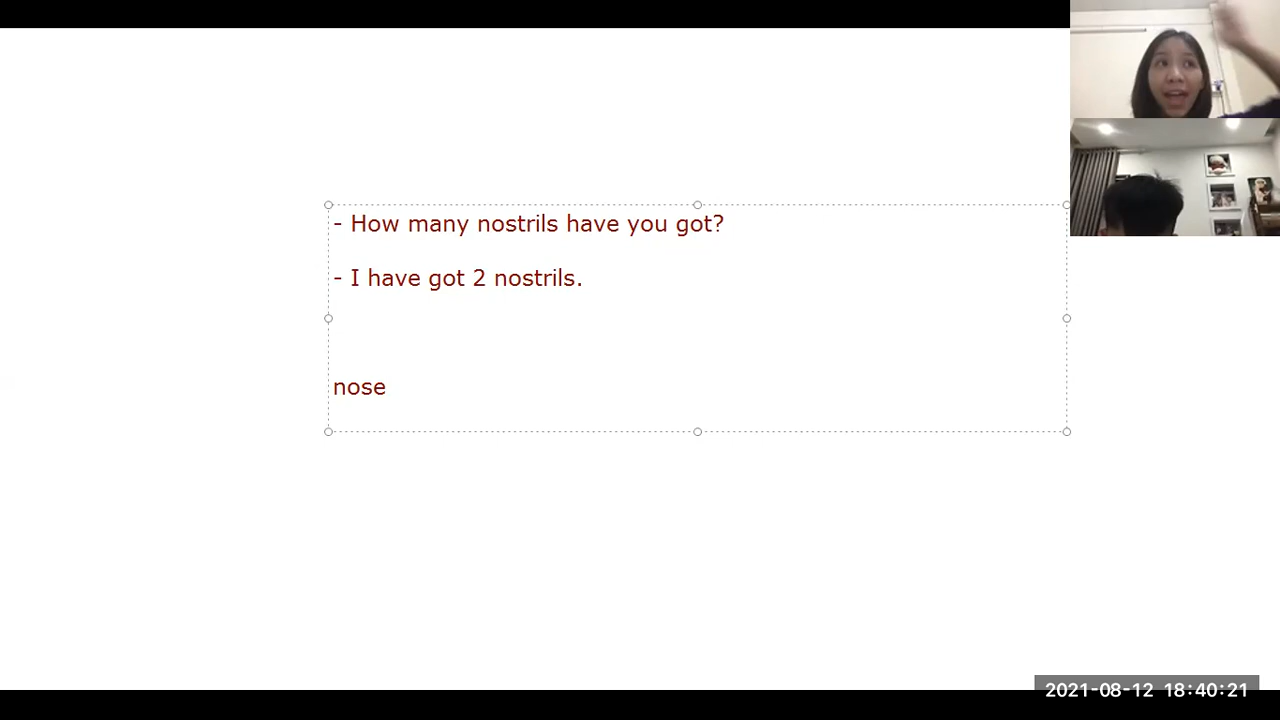 - How many nostrils have you got?
- I have got 2 nostrils.
nose
2021-08-12 18:40:21